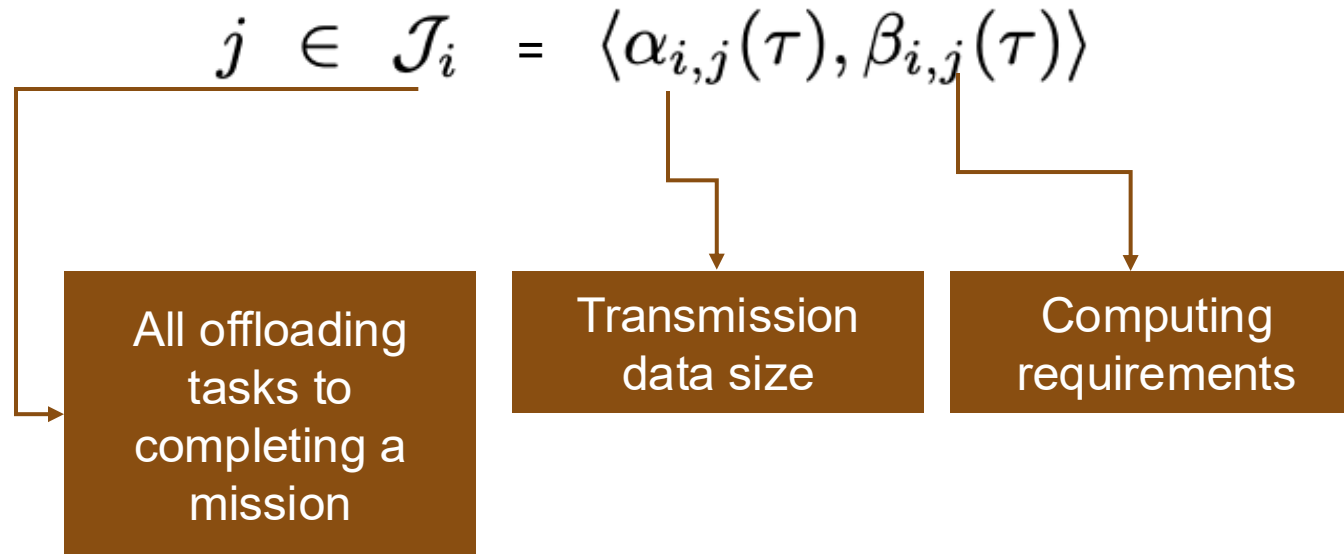 j ∈ 𝒥ᵢ = ⟨αᵢ,ⱼ(τ), βᵢ,ⱼ(τ)⟩
All offloading
tasks to
completing a
mission
Transmission
data size
Computing
requirements